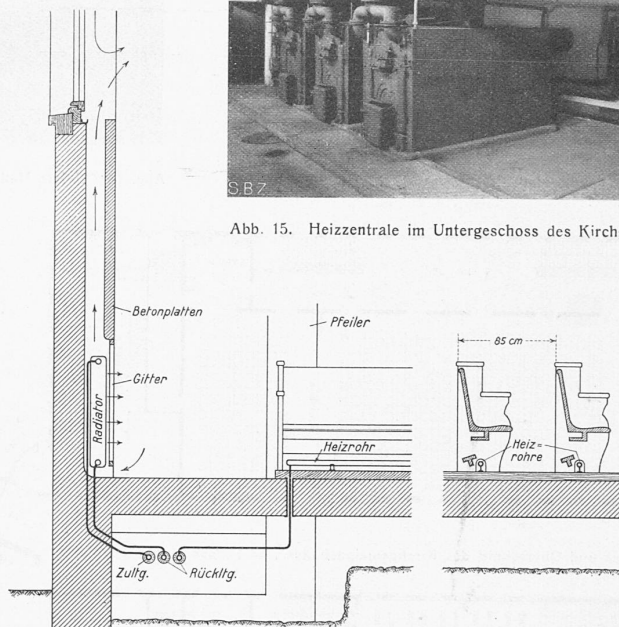 SBZ
Abb. 15. Heizzentrale im Untergeschoss des Kirch
Betonplatten
Pfeiler
85 cm
Gitter
Radiator
Heizrohr
Heiz=
rohre
Zultg.
Rückltg.